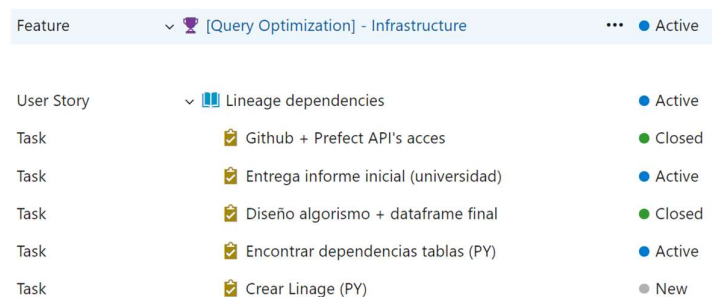 Feature [Query Optimization] - Infrastructure ••• Active
User Story Lineage dependencies Active
Task Github + Prefect API's acces Closed
Task Entrega informe inicial (universidad) Active
Task Diseño algorismo + dataframe final Closed
Task Encontrar dependencias tablas (PY) Active
Task Crear Linage (PY) New